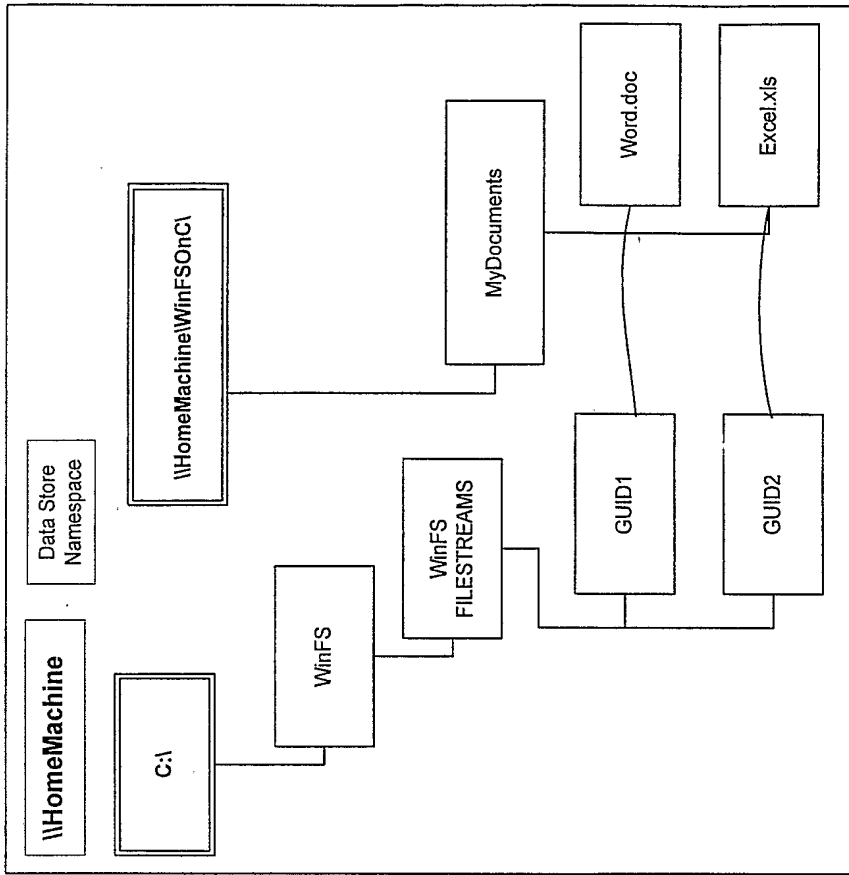 \\HomeMachine
Data Store
Namespace
C:\
\\HomeMachine\WinFSOnC\
WinFS
WinFS
FILESTREAMS
MyDocuments
GUID1
Word.doc
GUID2
Excel.xls